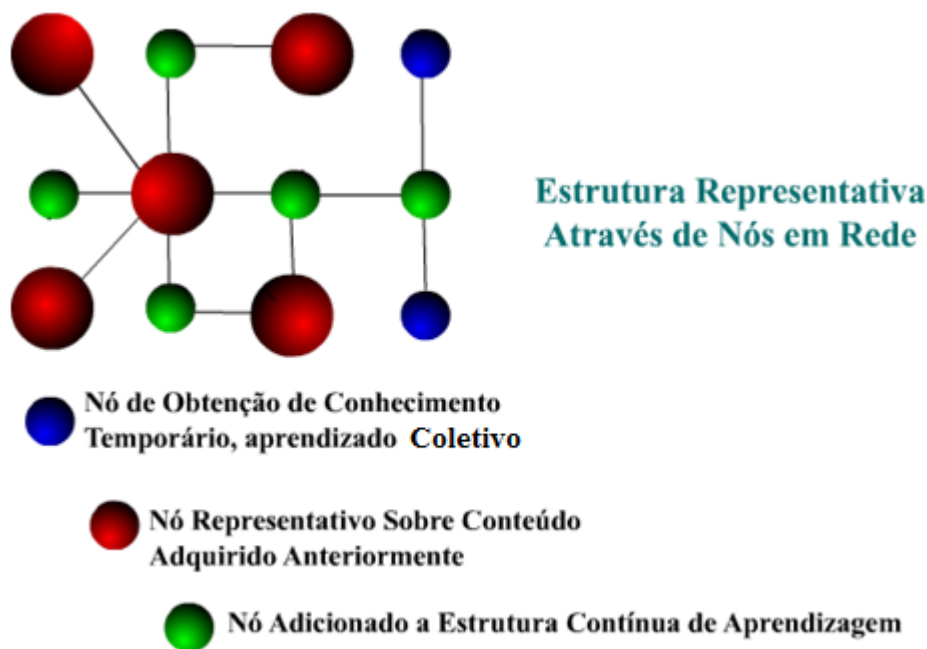 Estrutura Representativa
Através de Nós em Rede
Nó de Obtenção de Conhecimento
Temporário, aprendizado Coletivo
Nó Representativo Sobre Conteúdo
Adquirido Anteriormente
Nó Adicionado a Estrutura Contínua de Aprendizagem